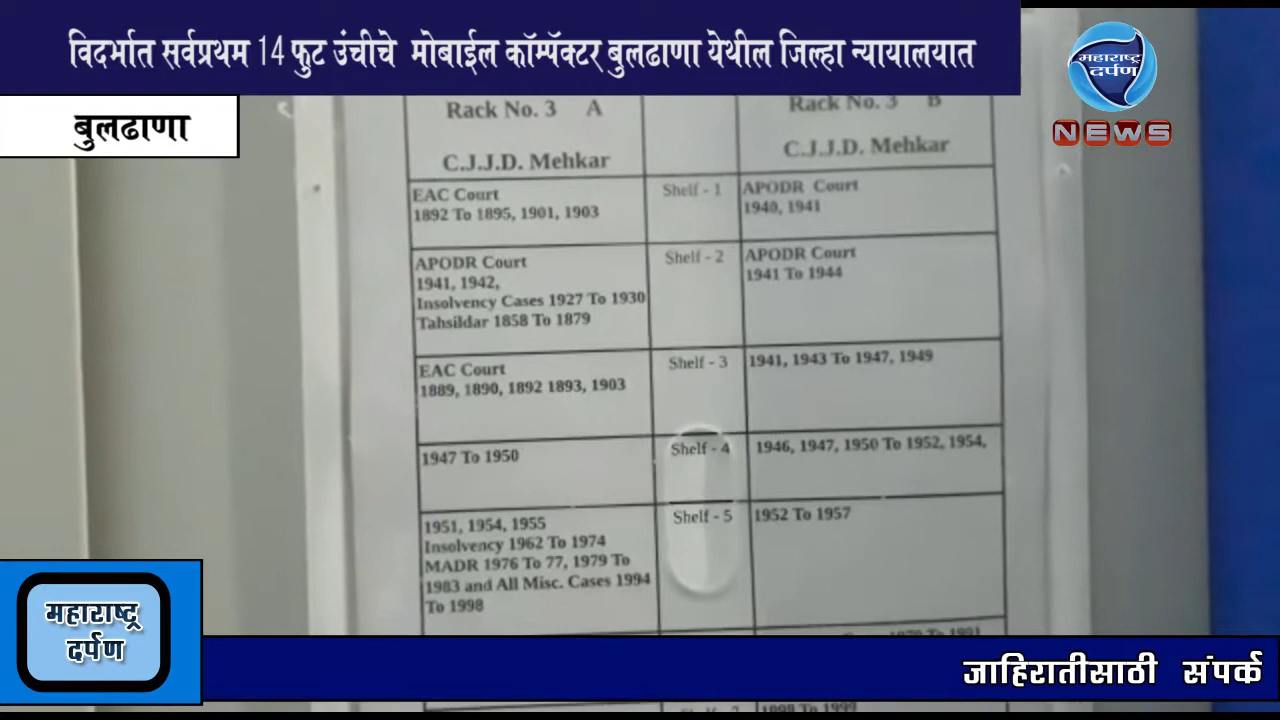 विदर्भात सर्वप्रथम 14 फुट उंचीचे मोबाईल कॉम्पॅक्टर बुलढाणा येथील जिल्हा न्यायालयात
महाराष्ट्र
दर्पण
NEWS
बुलढाणा
Rack No. 3 A
Rack No. 3 B
C.J.J.D. Mehkar
C.J.J.D. Mehkar
EAC Court
1892 To 1895, 1901, 1903
Shelf - 1
APODR Court
1940, 1941
APODR Court
1941, 1942,
Insolvency Cases 1927 To 1930
Tahsildar 1858 To 1879
Shelf - 2
APODR Court
1941 To 1944
EAC Court
1889, 1890, 1892 1893, 1903
Shelf - 3
1941, 1943 To 1947, 1949
1947 To 1950
Shelf - 4
1946, 1947, 1950 To 1952, 1954,
1951, 1954, 1955
Insolvency 1962 To 1974
MADR 1976 To 77, 1979 To
1983 and All Misc. Cases 1994
To 1998
Shelf - 5
1952 To 1957
महाराष्ट्र
दर्पण
जाहिरातीसाठी संपर्क